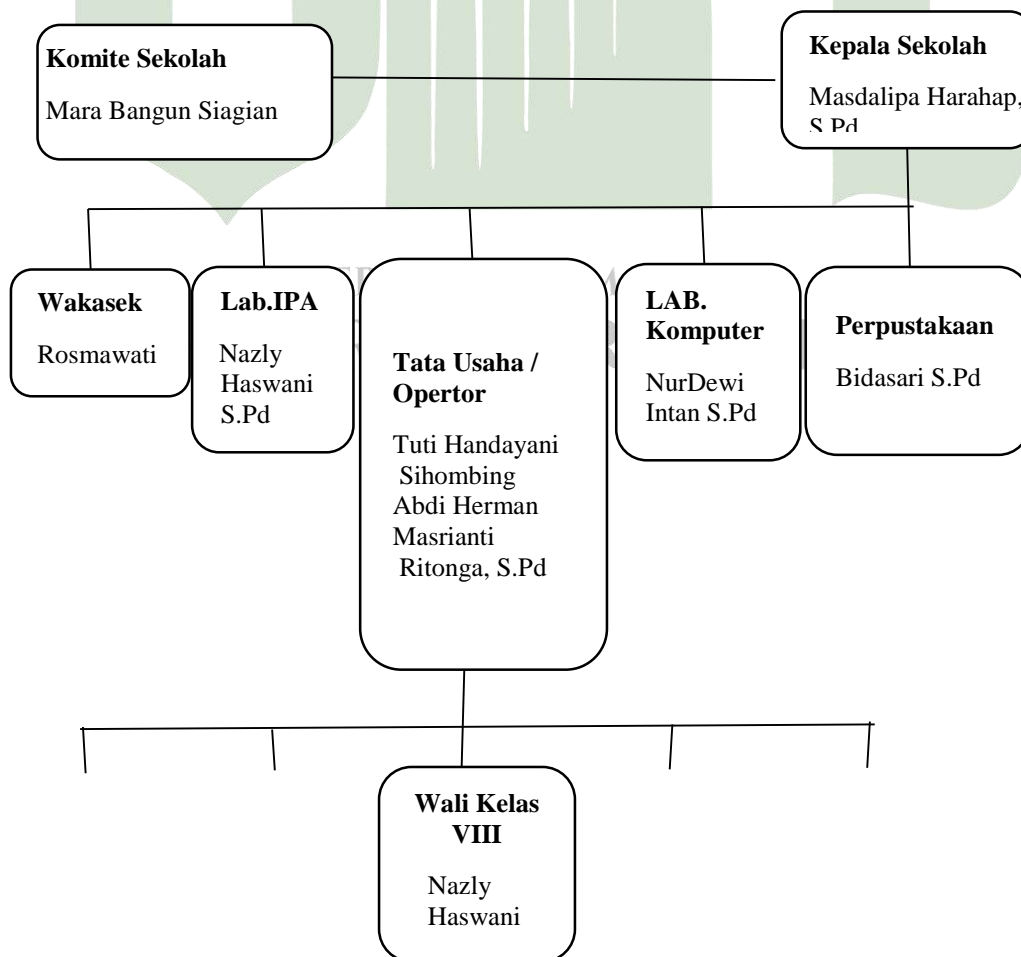 Komite Sekolah
Mara Bangun Siagian
Kepala Sekolah
Masdalipa Harahap,
S.Pd
Wakasek
Rosmawati
Lab.IPA
Nazly
Haswani
S.Pd
Tata Usaha /
Opertor
Tuti Handayani
Sihombing
Abdi Herman
Masrianti
Ritonga, S.Pd
LAB.
Komputer
NurDewi
Intan S.Pd
Perpustakaan
Bidasari S.Pd
Wali Kelas
VIII
Nazly
Haswani